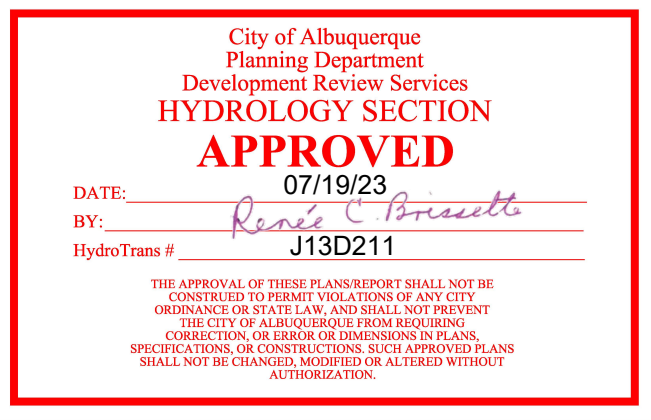 City of Albuquerque
Planning Department
Development Review Services
HYDROLOGY SECTION
APPROVED
DATE: 07/19/23
BY: Renée C. Brissette
HydroTrans # J13D211
THE APPROVAL OF THESE PLANS/REPORT SHALL NOT BE
CONSTRUED TO PERMIT VIOLATIONS OF ANY CITY
ORDINANCE OR STATE LAW, AND SHALL NOT PREVENT
THE CITY OF ALBUQUERQUE FROM REQUIRING
CORRECTION, OR ERROR OR DIMENSIONS IN PLANS,
SPECIFICATIONS, OR CONSTRUCTIONS. SUCH APPROVED PLANS
SHALL NOT BE CHANGED, MODIFIED OR ALTERED WITHOUT
AUTHORIZATION.